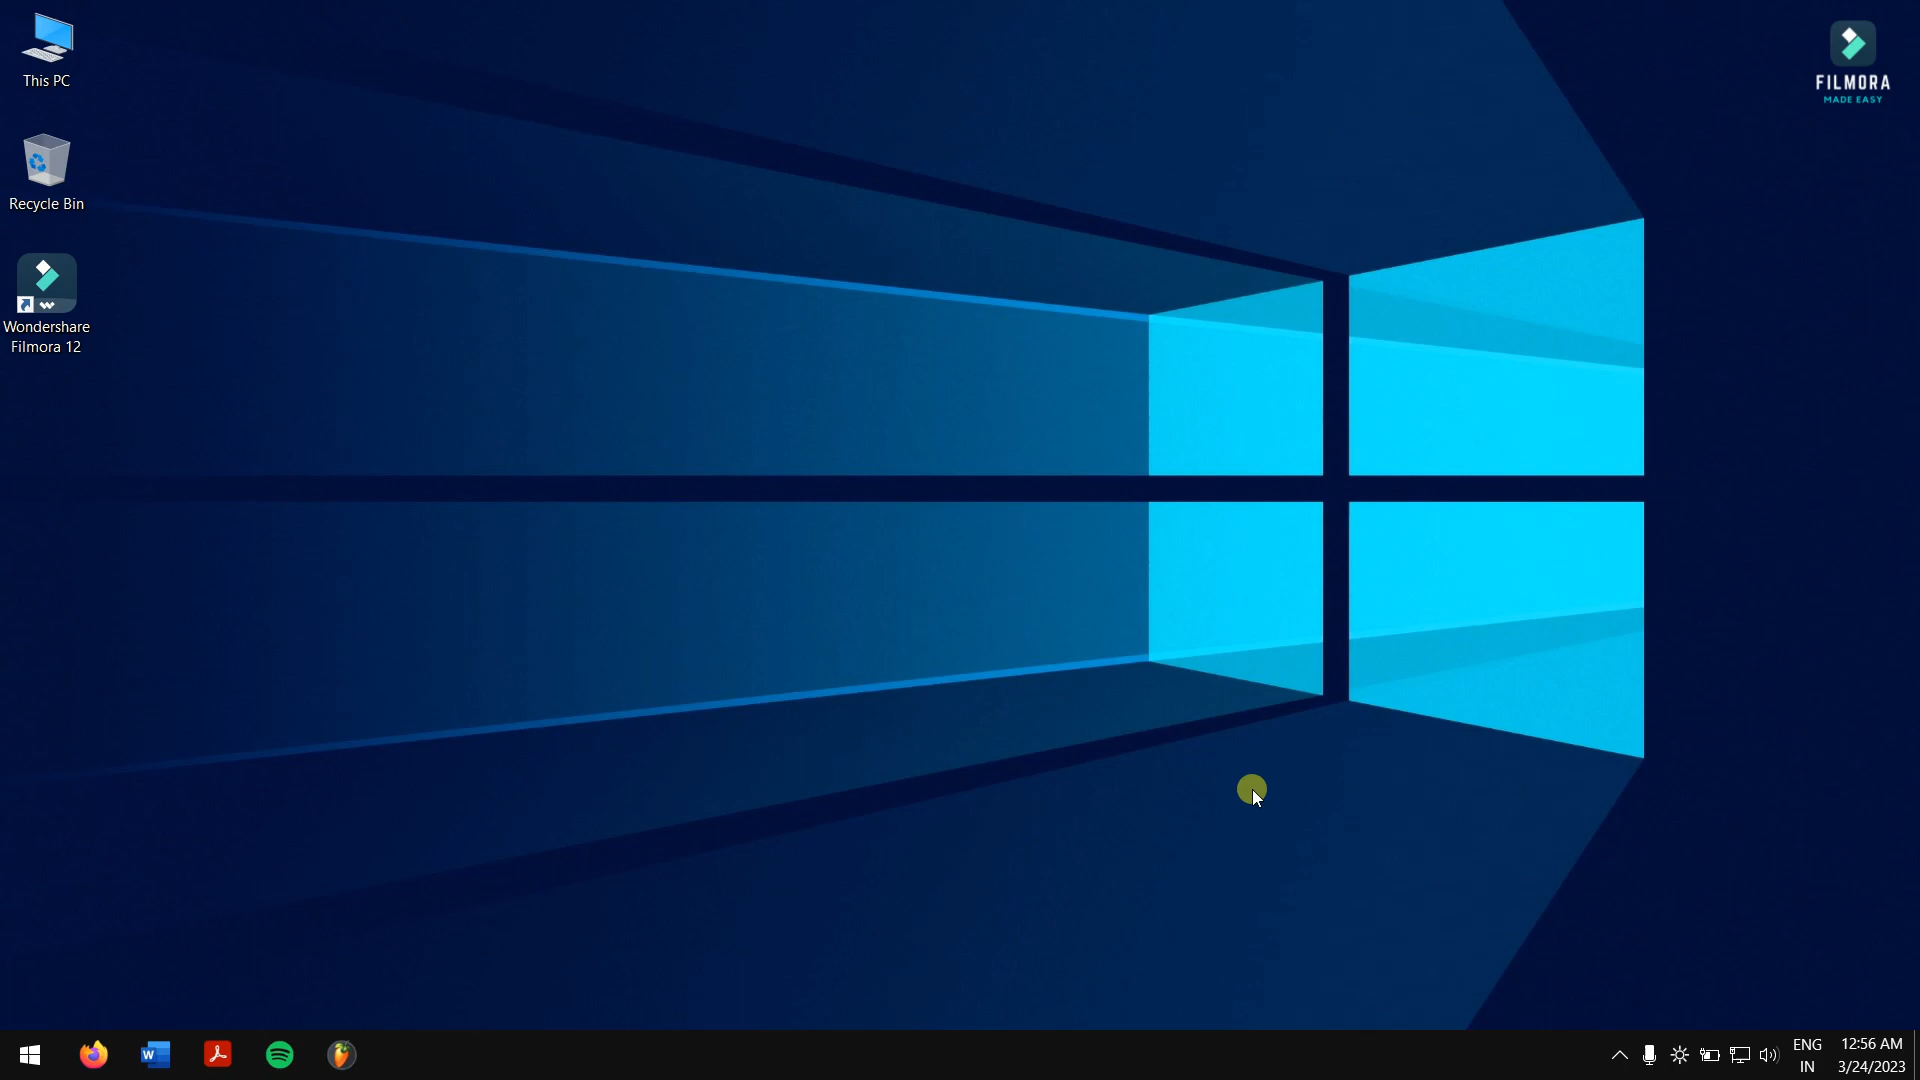 This PC
Recycle Bin
Wondershare
Filmora 12
FILMORA
MADE EASY
W
ENG
IN
12:56 AM
3/24/2023